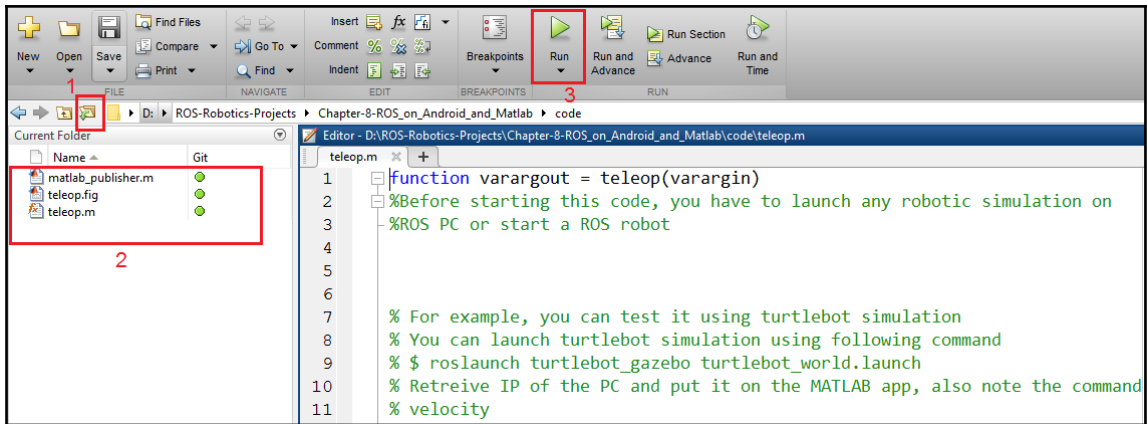 Find Files
Insert fx
New Open Save
Compare
Go To
Comment
Breakpoints
Run
Run and Advance
Run Section
Advance
Run and Time
Print
Find
Indent
1
FILE NAVIGATE EDIT BREAKPOINTS 3 RUN
D: ROS-Robotics-Projects Chapter-8-ROS_on_Android_and_Matlab code
Current Folder
Name Git
matlab_publisher.m
teleop.fig
teleop.m
2
Editor - D:\ROS-Robotics-Projects\Chapter-8-ROS_on_Android_and_Matlab\code\teleop.m
teleop.m
1 function varargout = teleop(varargin)
2 %Before starting this code, you have to launch any robotic simulation on
3 %ROS PC or start a ROS robot
4
5
6
7 % For example, you can test it using turtlebot simulation
8 % You can launch turtlebot simulation using following command
9 % $ roslaunch turtlebot_gazebo turtlebot_world.launch
10 % Retreive IP of the PC and put it on the MATLAB app, also note the command
11 % velocity